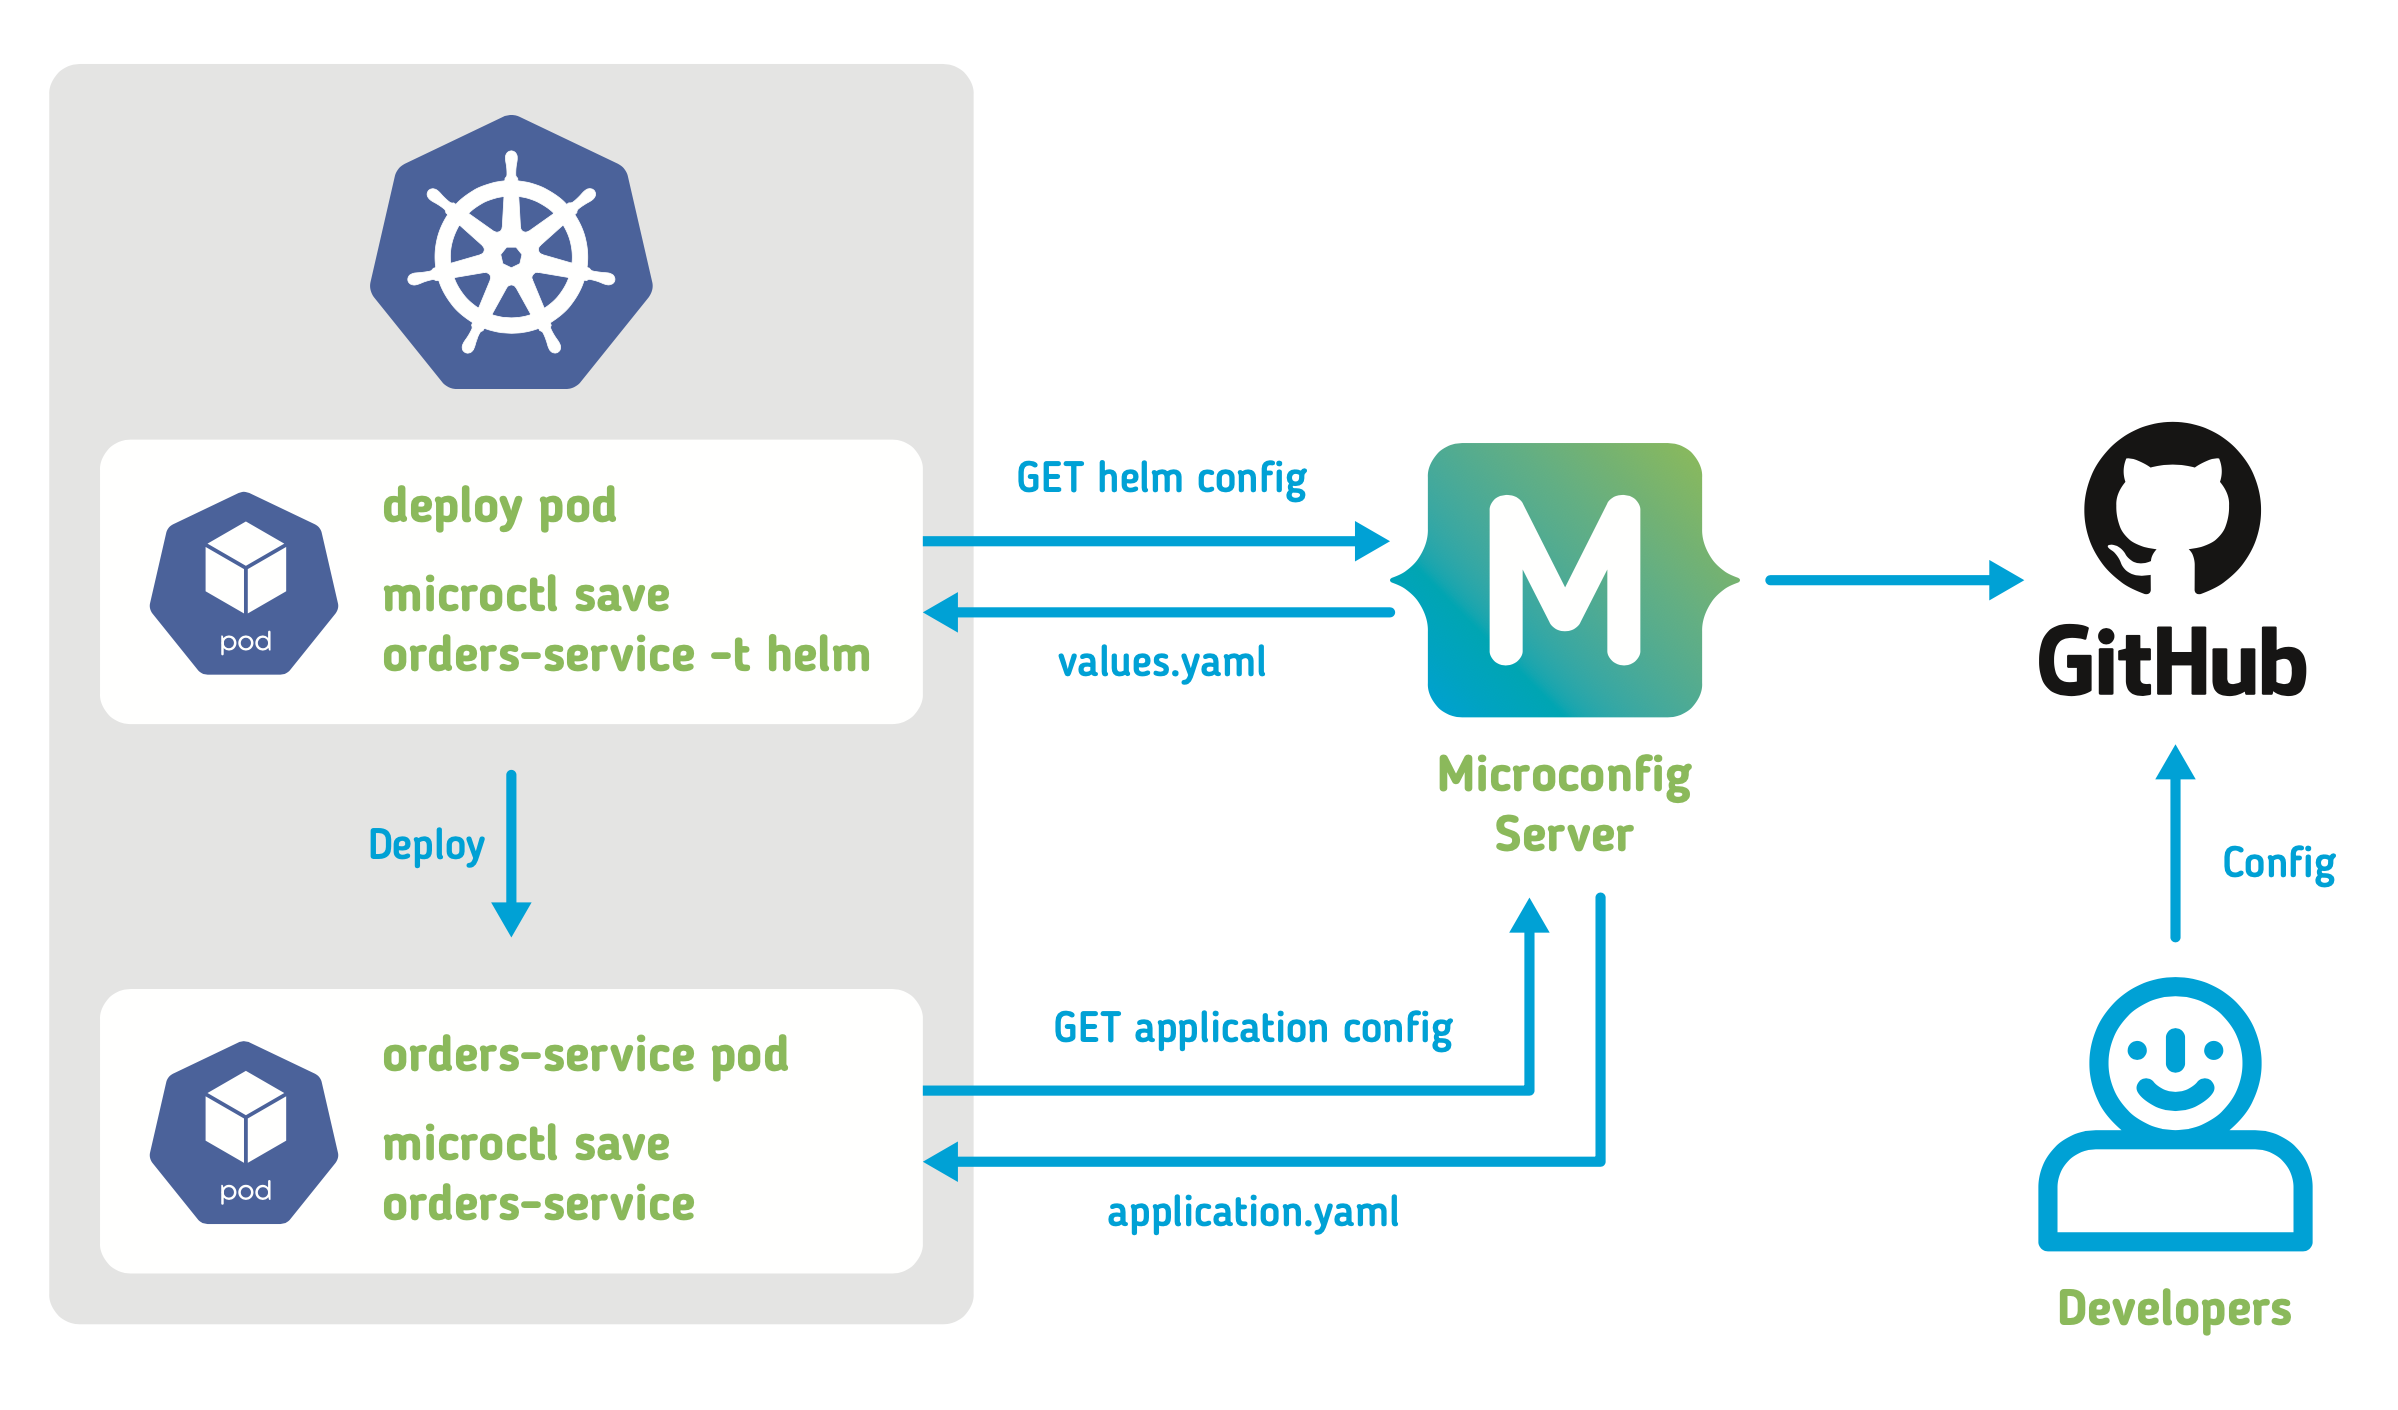 deploy pod
microctl save
orders-service -t helm
pod
GET helm config
values.yaml
M
Microconfig
Server
GitHub
Deploy
Config
orders-service pod
microctl save
orders-service
pod
GET application config
application.yaml
Developers